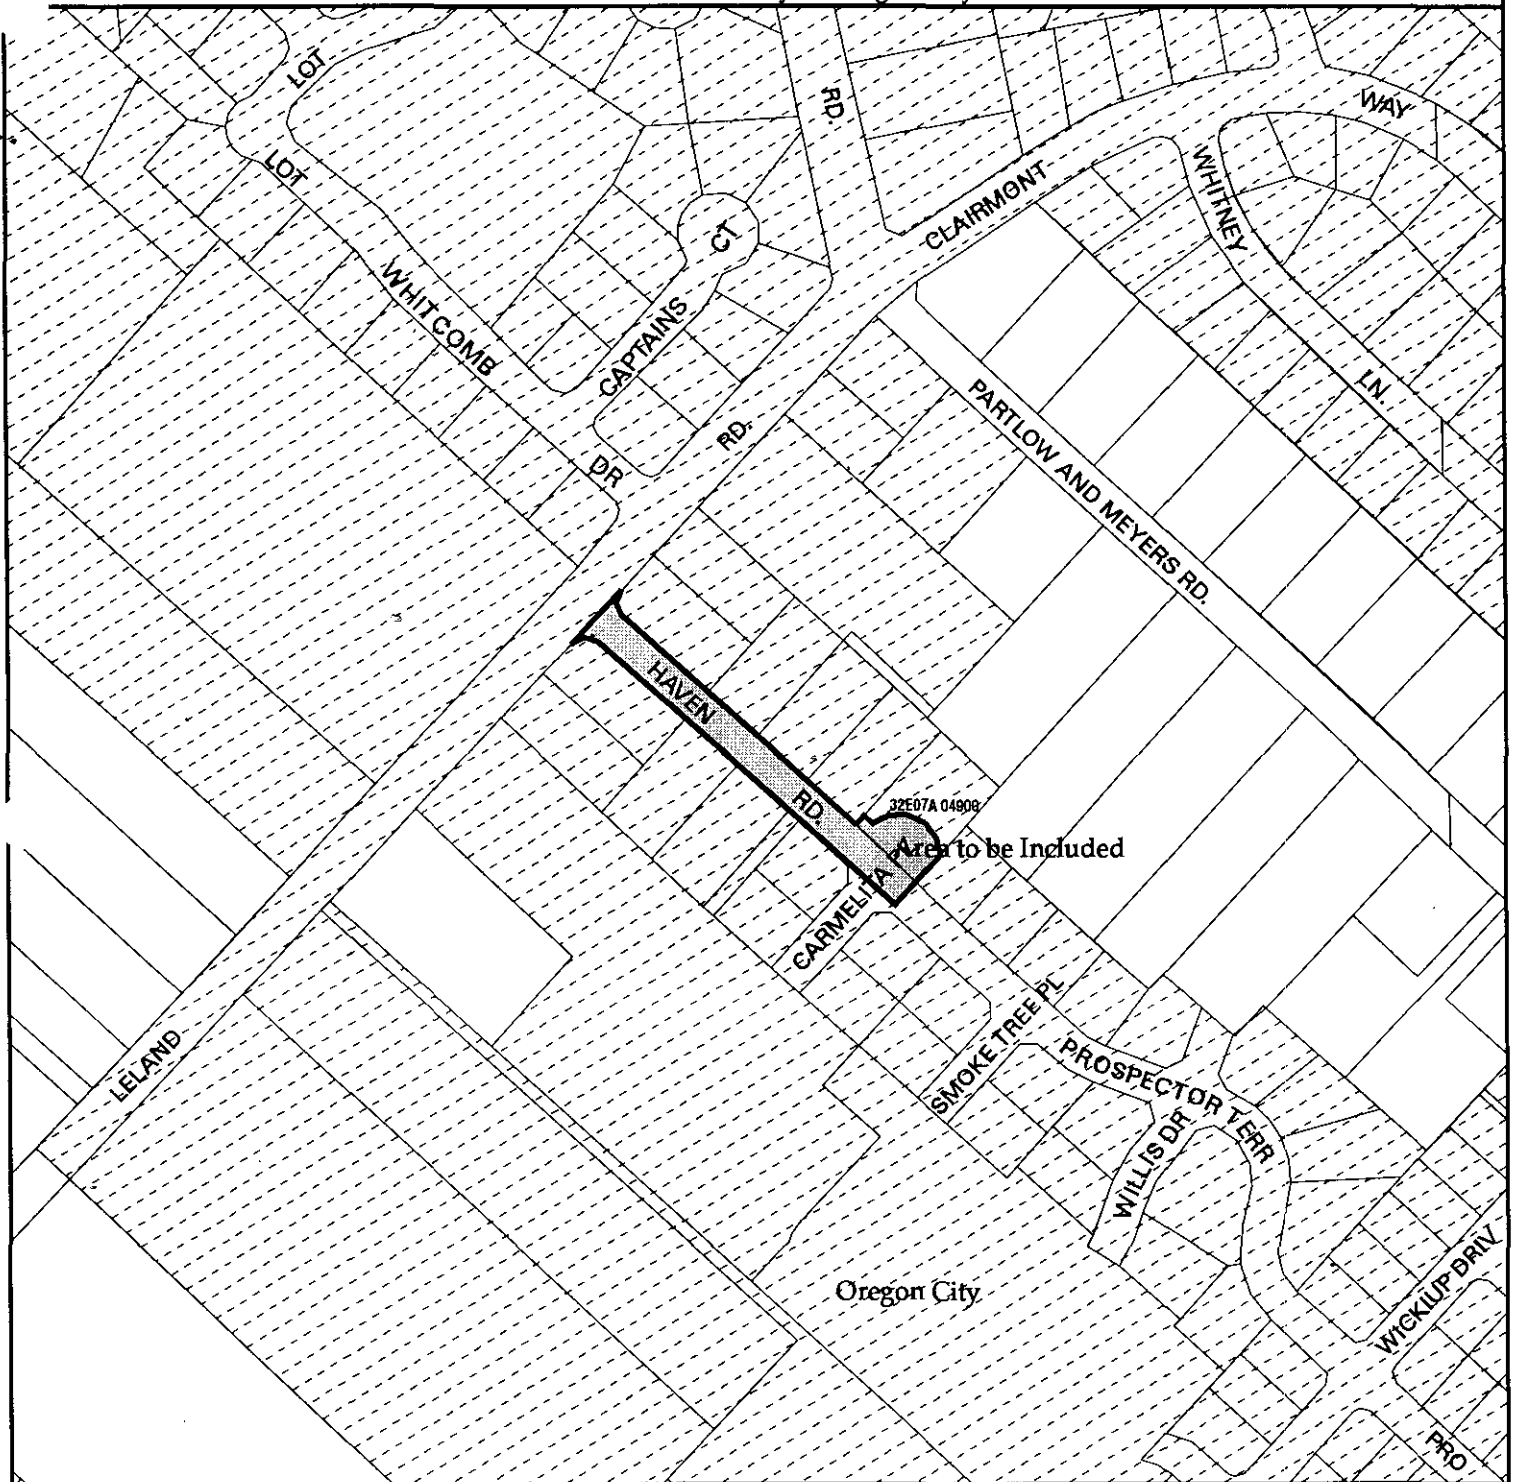 LOT
RD.
WAY
LOT
CLAIRMONT
WHITNEY
CT
WHITCOMB
CAPTAINS
LN.
RD.
DR
PARTLOW AND MEYERS RD.
HAVEN
RD.
32E07A 04900
Area to be Included
CARMELITA
SMOKE TREE PL
LELAND
PROSPECTOR TERR
WILLIS DR
Oregon City
WICKIUP DRIV
PRO